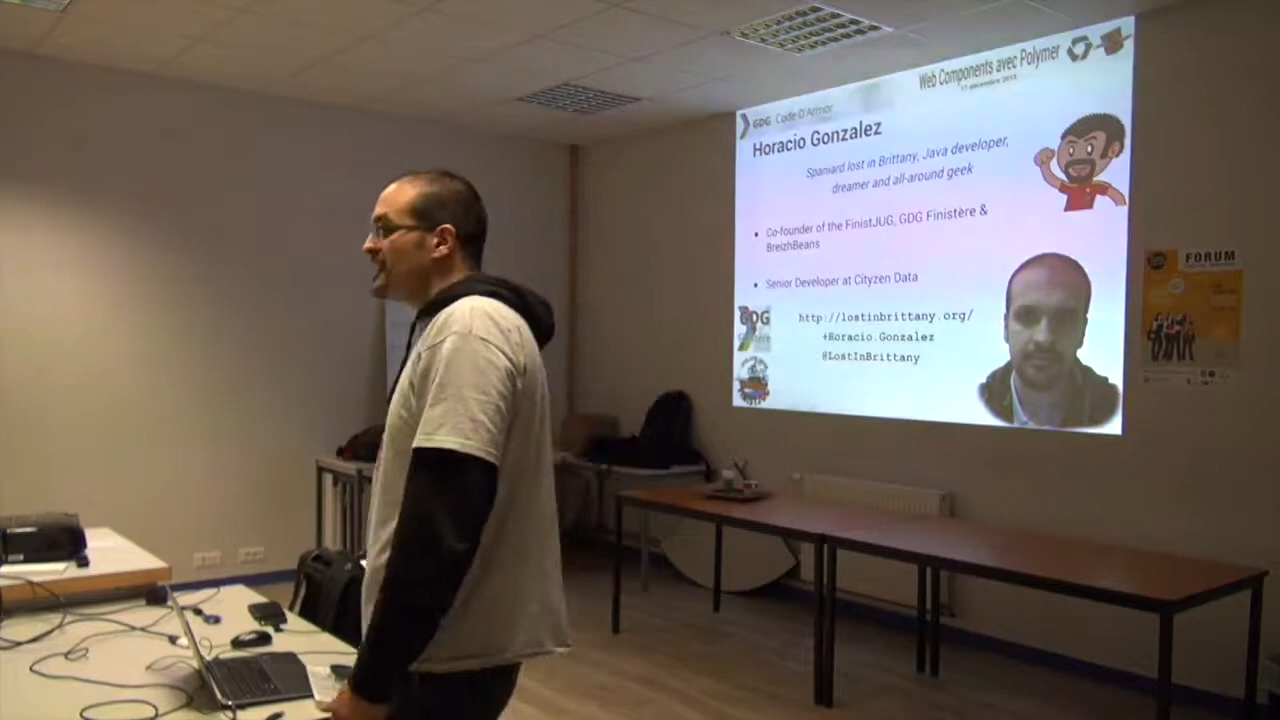 Web Components avec Polymer
GDG Code D'Armor
Horacio Gonzalez
Spaniard lost in Brittany, Java developer,
dreamer and all-around geek
• Co-founder of the FinistJUG, GDG Finistère &
BreizhBeans
• Senior Developer at Cityzen Data
GDG
http://lostinbrittany.org/
+Horacio.Gonzalez
@LostInBrittany
FORUM